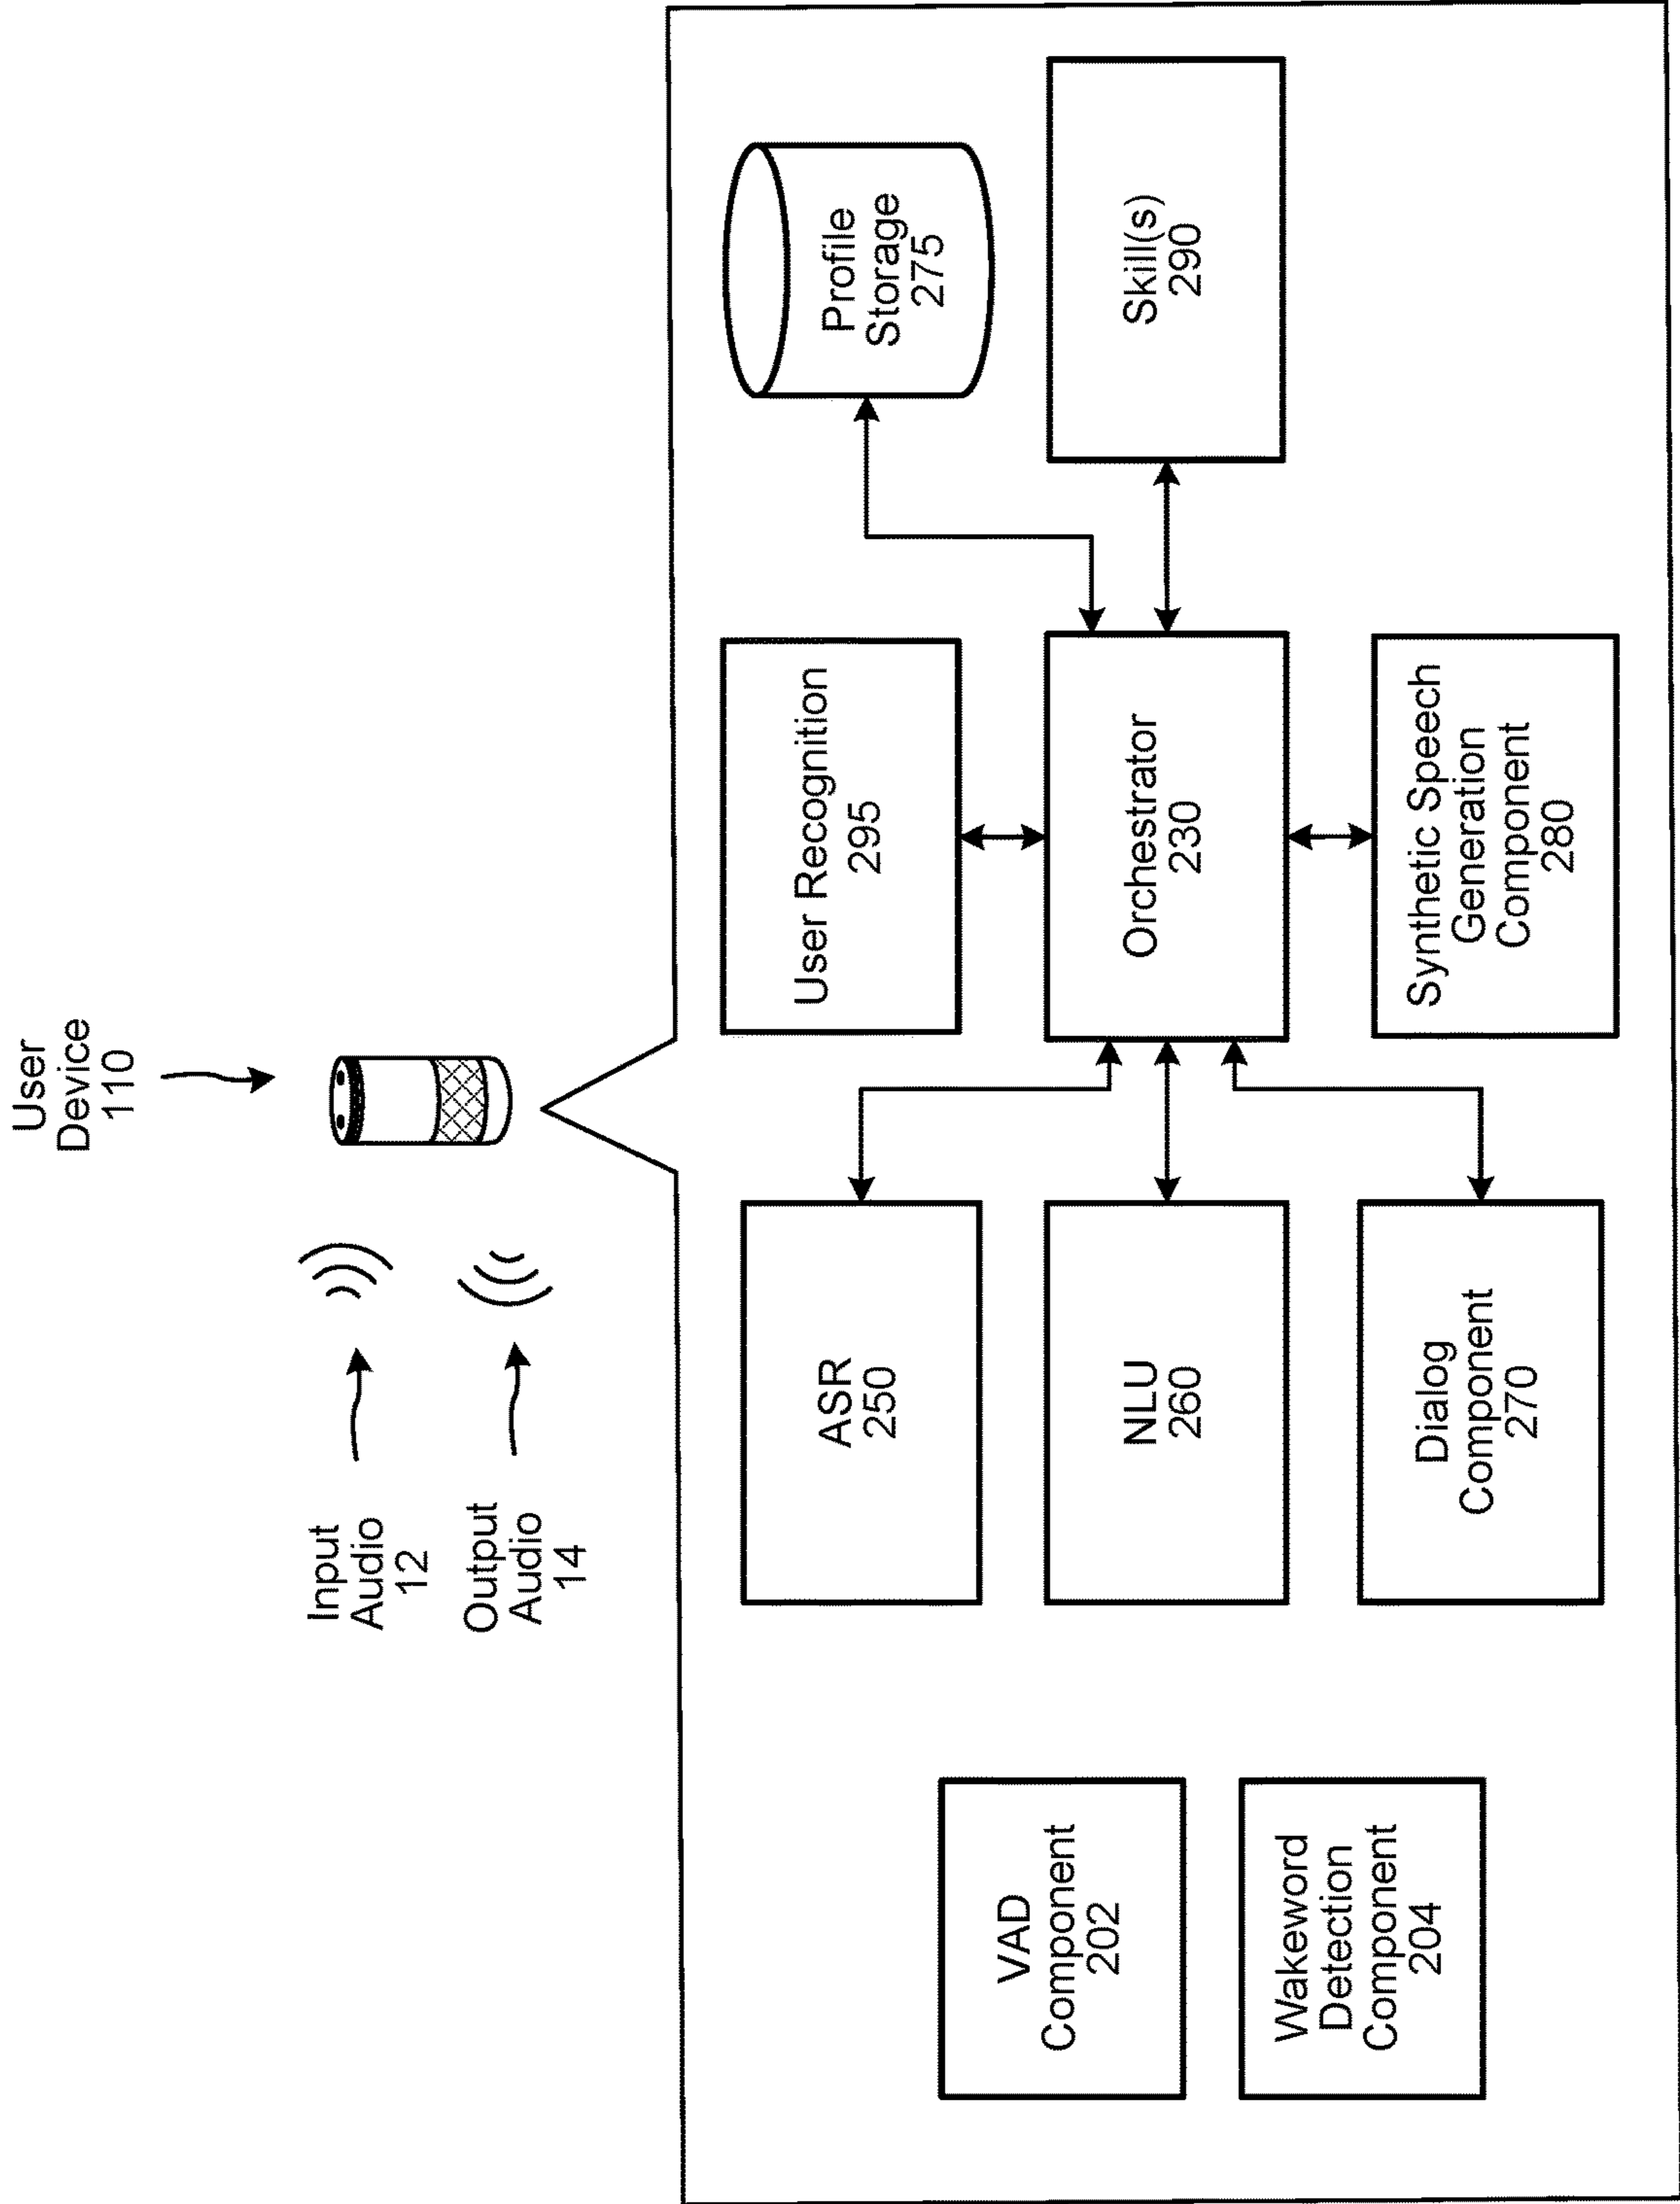 User
Device
110
Input
Audio
12
Output
Audio
14
VAD
Component
202
Wakeword
Detection
Component
204
ASR
250
NLU
260
Dialog
Component
270
User Recognition
295
Orchestrator
230
Synthetic Speech
Generation
Component
280
Profile
Storage
275
Skill(s)
290